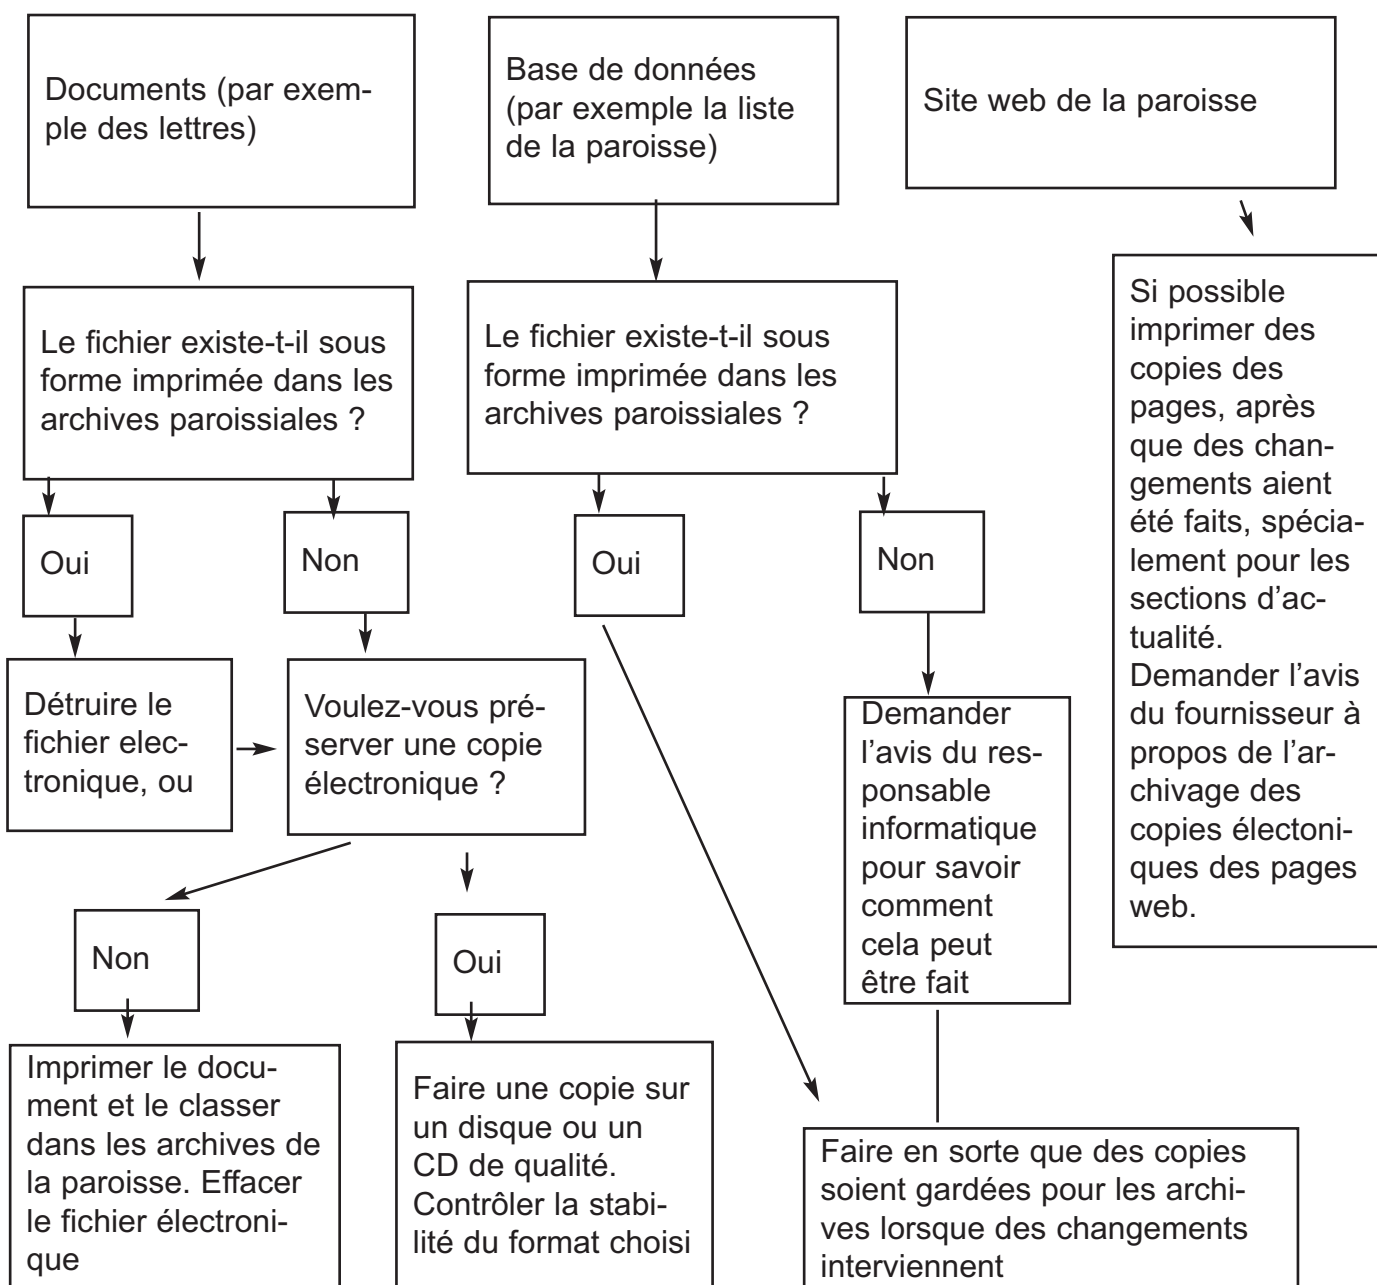 Documents (par exem-
ple des lettres)
Base de données
(par exemple la liste
de la paroisse)
Site web de la paroisse
Le fichier existe-t-il sous
forme imprimée dans les
archives paroissiales ?
Le fichier existe-t-il sous
forme imprimée dans les
archives paroissiales ?
Si possible
imprimer des
copies des
pages, après
que des chan-
gements aient
été faits, spécia-
lement pour les
sections d’ac-
tualité.
Demander l’avis
du fournisseur à
propos de l’ar-
chivage des
copies électoni-
ques des pages
web.
Oui
Non
Oui
Non
Détruire le
fichier elec-
tronique, ou
Voulez-vous pré-
server une copie
électronique ?
Demander
l’avis du res-
ponsable
informatique
pour savoir
comment
cela peut
être fait
Non
Oui
Imprimer le docu-
ment et le classer
dans les archives de
la paroisse. Effacer
le fichier électroni-
que
Faire une copie sur
un disque ou un
CD de qualité.
Contrôler la stabi-
lité du format choisi
Faire en sorte que des copies
soient gardées pour les archi-
ves lorsque des changements
interviennent